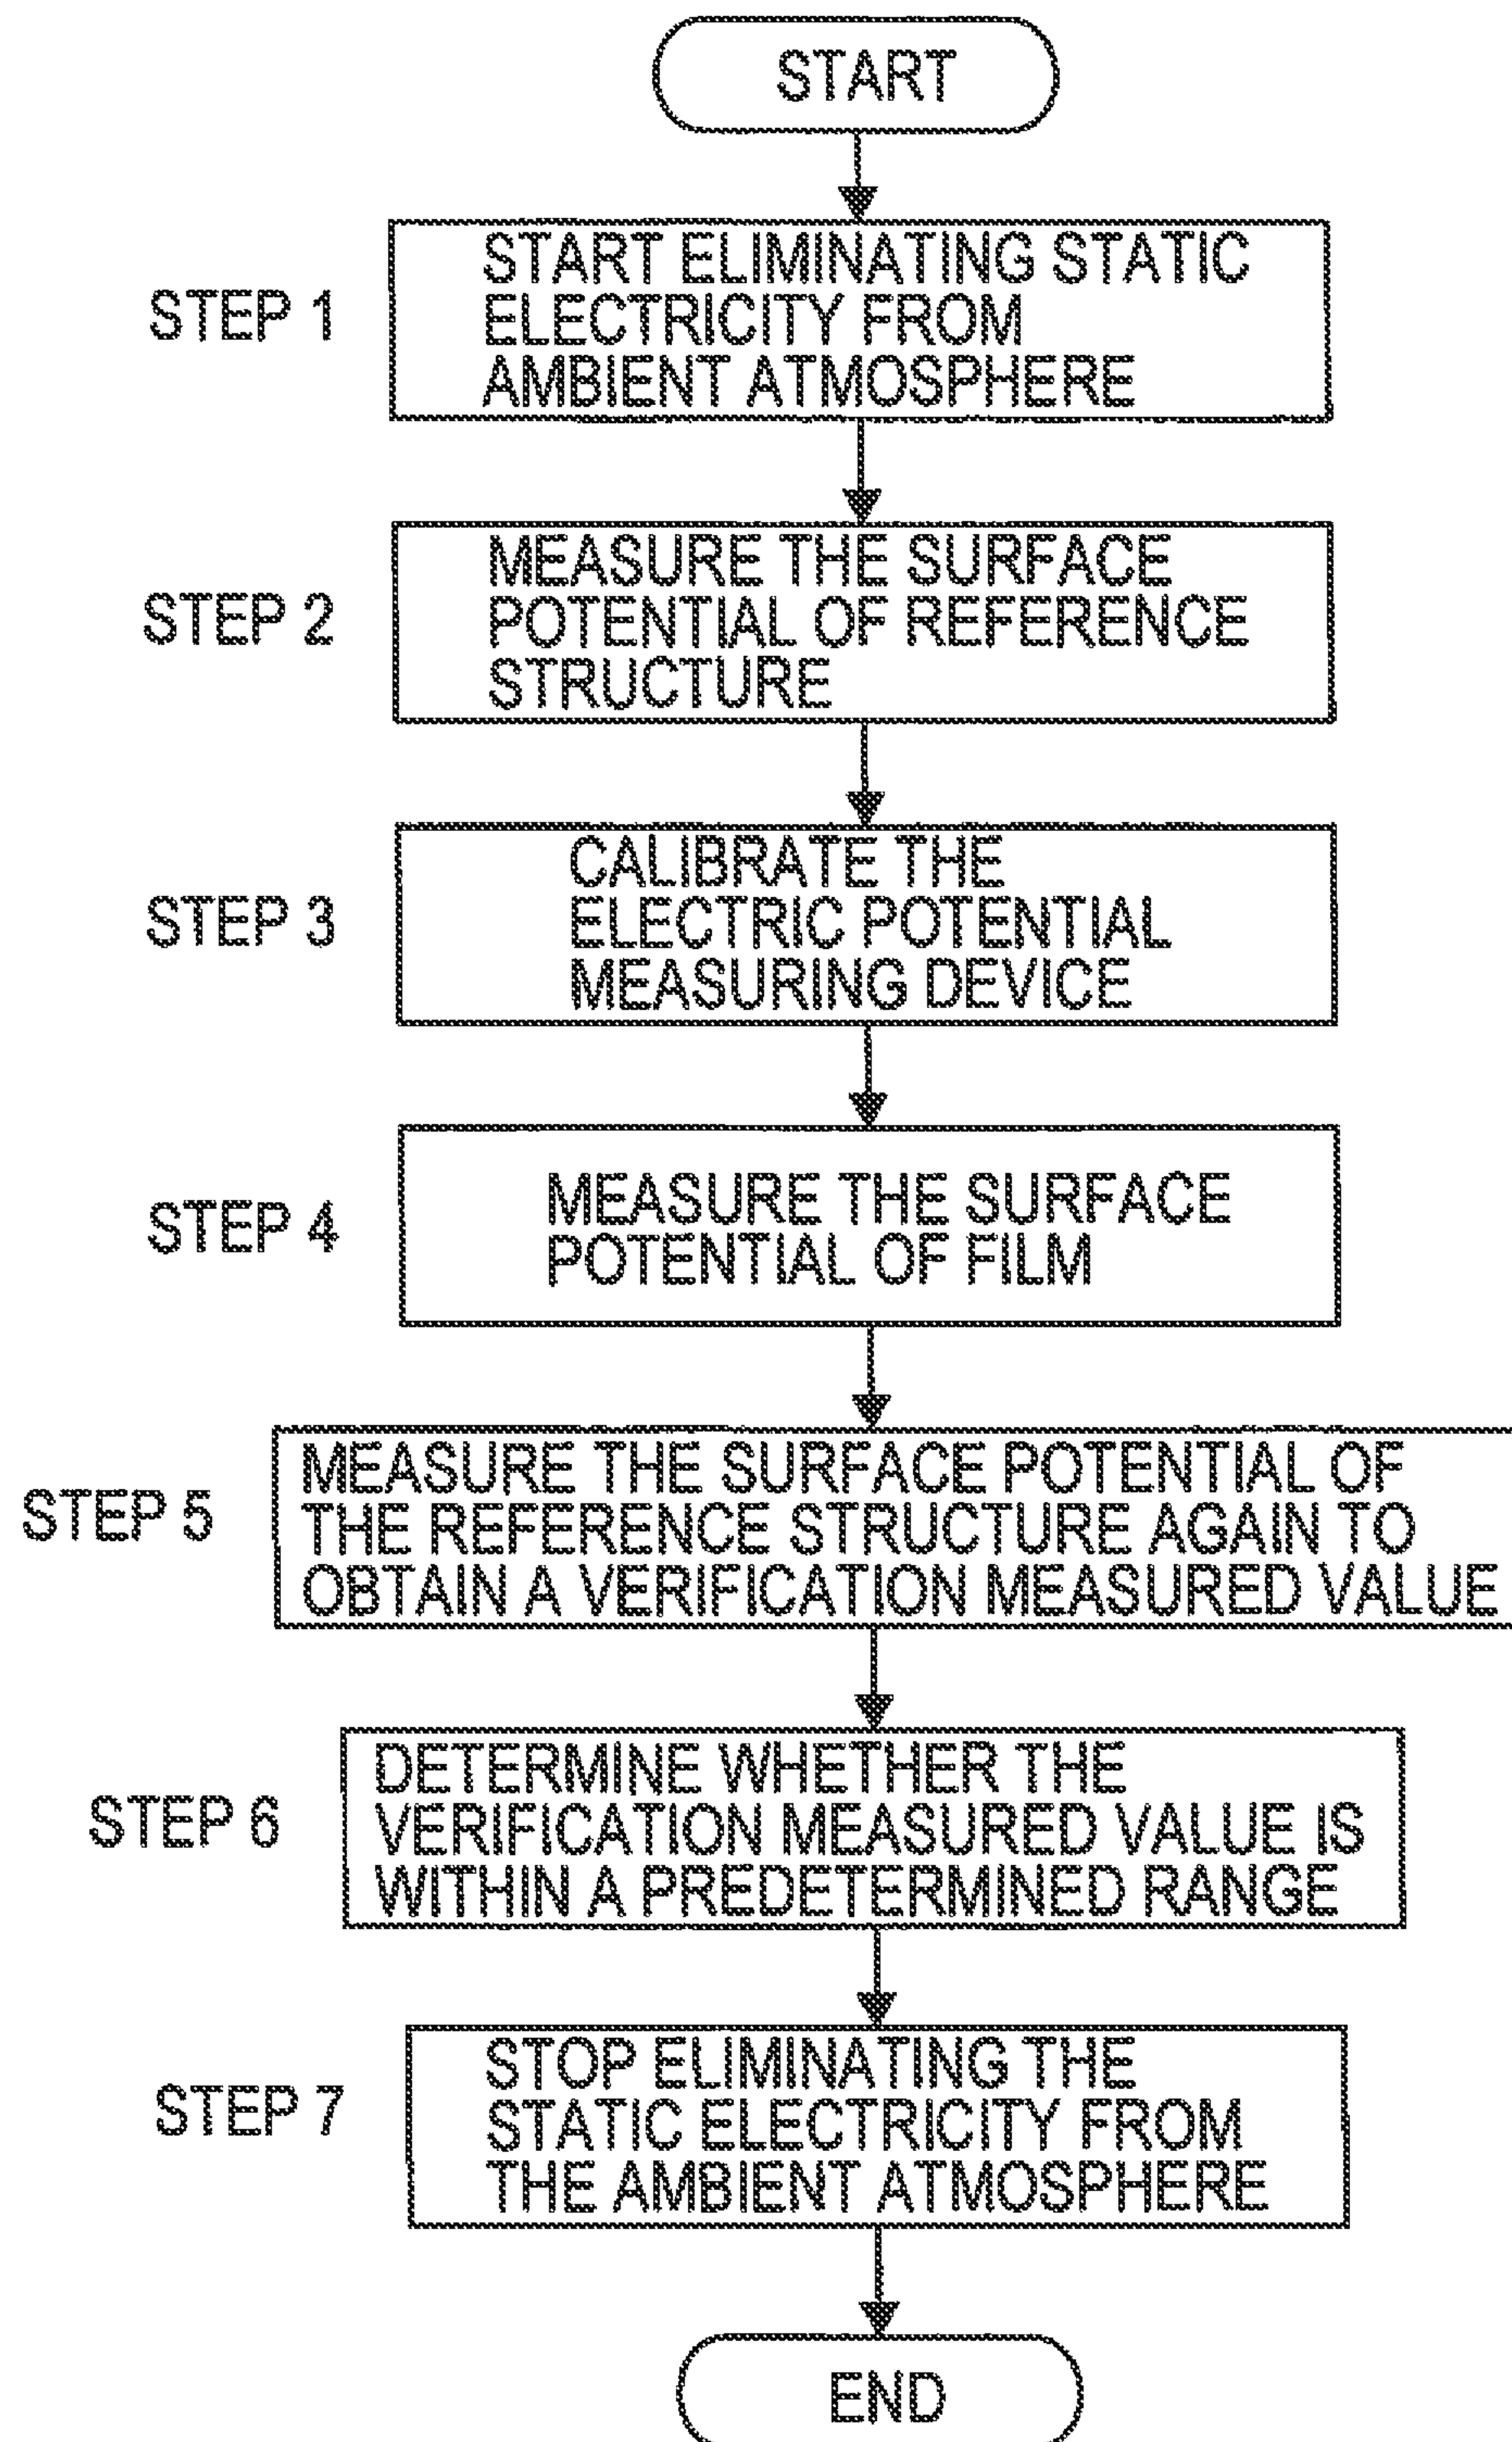 START
STEP 1
START ELIMINATING STATIC
ELECTRICITY FROM
AMBIENT ATMOSPHERE
STEP 2
MEASURE THE SURFACE
POTENTIAL OF REFERENCE
STRUCTURE
STEP 3
CALIBRATE THE
ELECTRIC POTENTIAL
MEASURING DEVICE
STEP 4
MEASURE THE SURFACE
POTENTIAL OF FILM
STEP 5
MEASURE THE SURFACE POTENTIAL OF
THE REFERENCE STRUCTURE AGAIN TO
OBTAIN A VERIFICATION MEASURED VALUE
STEP 6
DETERMINE WHETHER THE
VERIFICATION MEASURED VALUE IS
WITHIN A PREDETERMINED RANGE
STEP 7
STOP ELIMINATING THE
STATIC ELECTRICITY FROM
THE AMBIENT ATMOSPHERE
END